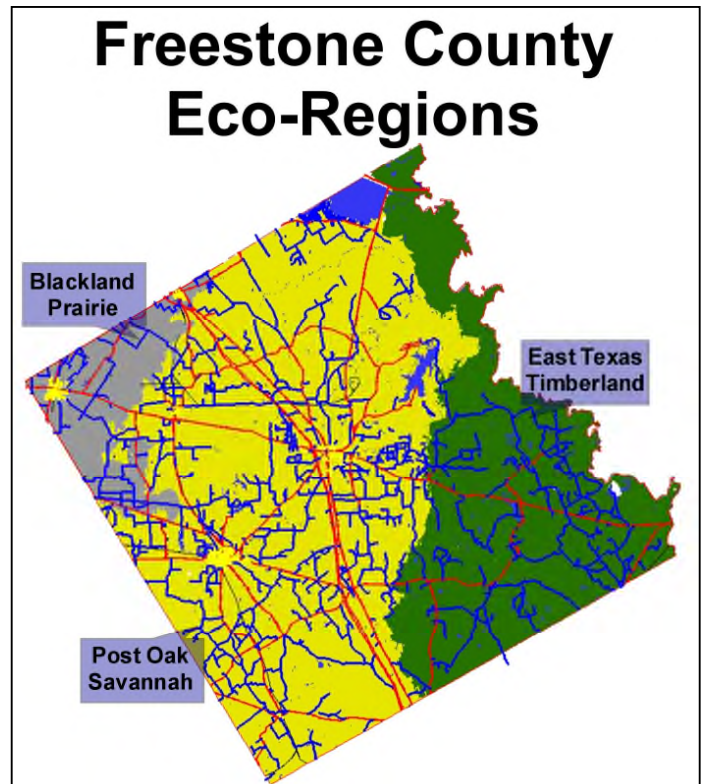 Freestone County
Eco-Regions
Blackland
Prairie
East Texas
Timberland
Post Oak
Savannah